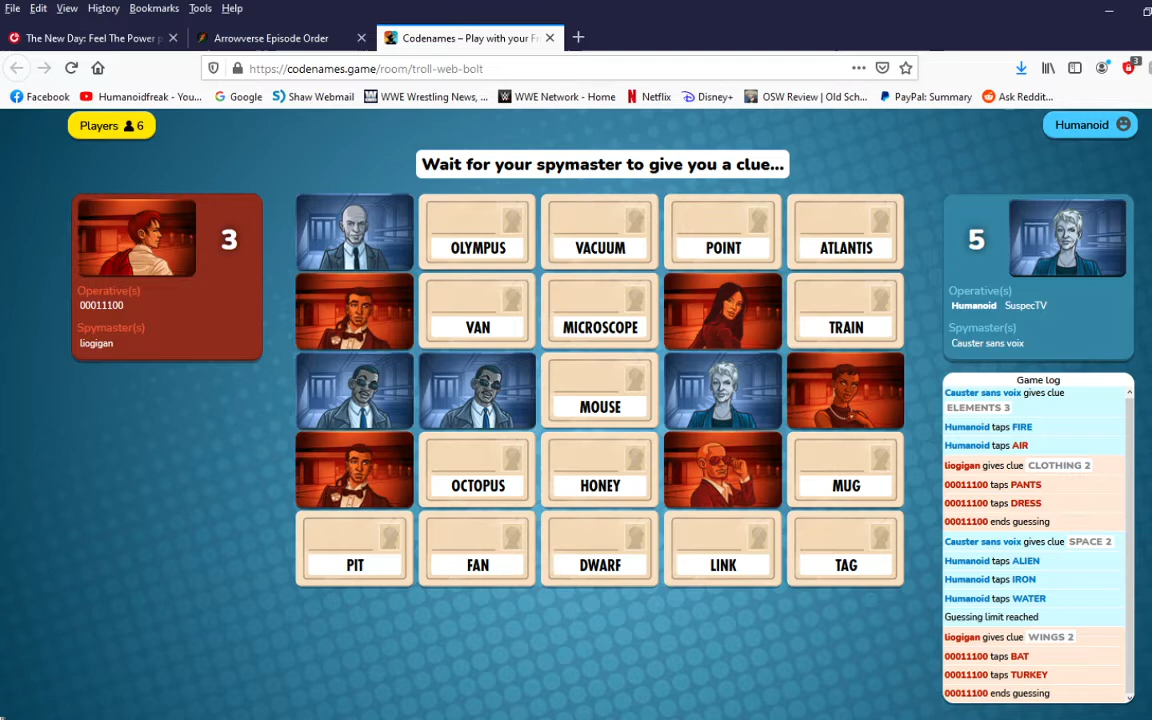 File Edit View History Bookmarks Tools Help
The New Day: Feel The Power p
Arrowverse Episode Order
Codenames – Play with your Fr
https://codenames.game/room/troll-web-bolt
3
Facebook
Humanoidfreak - You...
Google
Shaw Webmail
WWE Wrestling News, ...
WWE Network - Home
Netflix
Disney+
OSW Review | Old Sch...
PayPal: Summary
Ask Reddit...
Players 6
Humanoid
Wait for your spymaster to give you a clue...
3
Operative(s)
00011100
Spymaster(s)
liogigan
OLYMPUS VACUUM POINT ATLANTIS
VAN MICROSCOPE TRAIN
MOUSE
OCTOPUS HONEY MUG
PIT FAN DWARF LINK TAG
5
Operative(s)
Humanoid SuspecTV
Spymaster(s)
Causter sans voix
Game log
Causter sans voix gives clue
ELEMENTS 3
Humanoid taps FIRE
Humanoid taps AIR
liogigan gives clue CLOTHING 2
00011100 taps PANTS
00011100 taps DRESS
00011100 ends guessing
Causter sans voix gives clue SPACE 2
Humanoid taps ALIEN
Humanoid taps IRON
Humanoid taps WATER
Guessing limit reached
liogigan gives clue WINGS 2
00011100 taps BAT
00011100 taps TURKEY
00011100 ends guessing